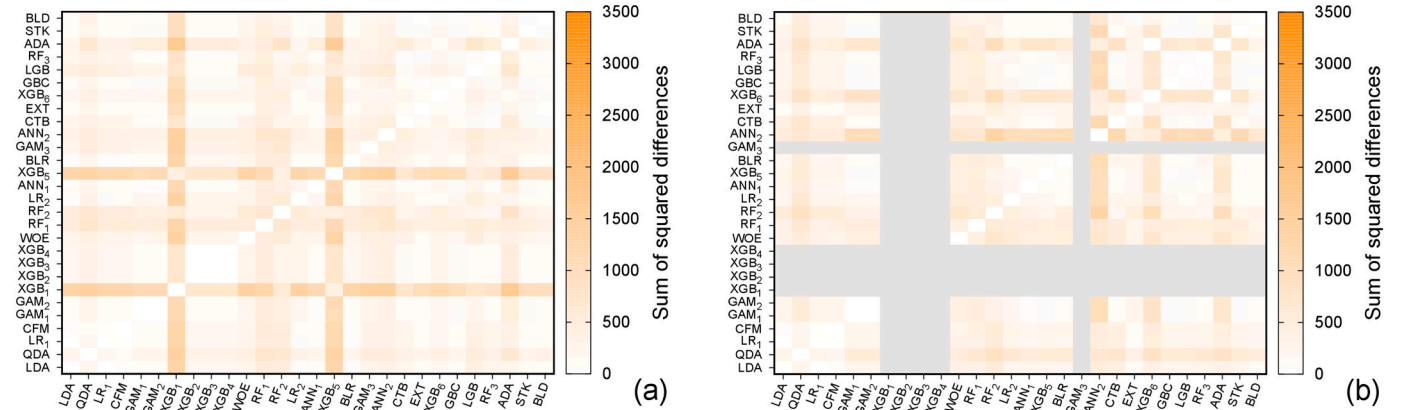 BLD
STK
ADA
RF3
LGB
GBC
XGB6
EXT
CTB
ANN2
GAM3
BLR
XGB5
ANN1
LR2
RF2
RF1
WOE
XGB4
XGB3
XGB2
XGB1
GAM2
GAM1
CFM
LR1
QDA
LDA
LDA QDA LR1 CFM GAM1 GAM2 XGB1 XGB2 XGB3 XGB4 WOE RF1 RF2 LR2 ANN1 XGB5 BLR GAM3 ANN2 CTB EXT XGB6 GBC LGB RF3 ADA STK BLD
3500
3000
2500
2000
1500
1000
500
0
Sum of squared differences
(a)
BLD
STK
ADA
RF3
LGB
GBC
XGB6
EXT
CTB
ANN2
GAM3
BLR
XGB5
ANN1
LR2
RF2
RF1
WOE
XGB4
XGB3
XGB2
XGB1
GAM2
GAM1
CFM
LR1
QDA
LDA
LDA QDA LR1 CFM GAM1 GAM2 XGB1 XGB2 XGB3 XGB4 WOE RF1 RF2 LR2 ANN1 XGB5 BLR GAM3 ANN2 CTB EXT XGB6 GBC LGB RF3 ADA STK BLD
3500
3000
2500
2000
1500
1000
500
0
Sum of squared differences
(b)